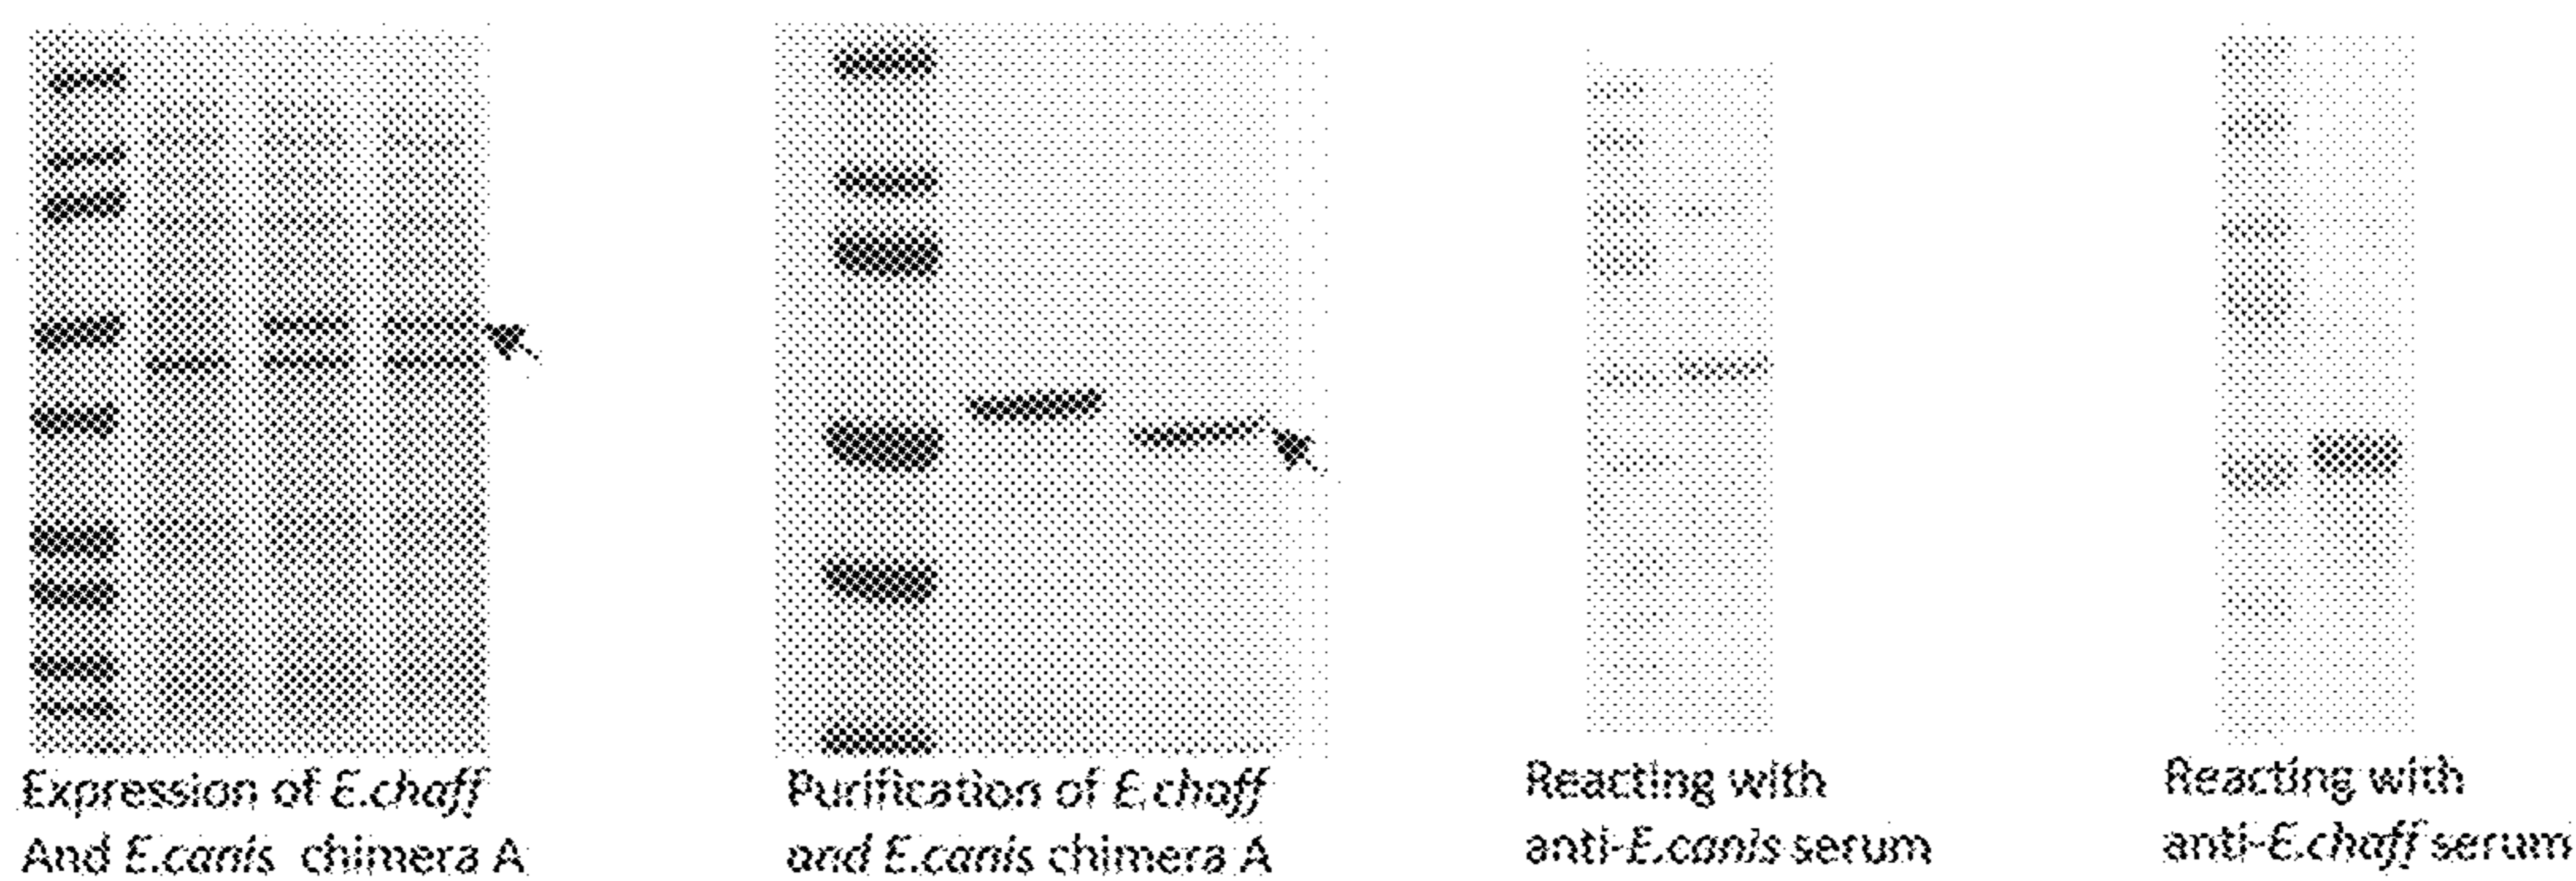 Expression of E.chaff
And E.canis chimera A
Purification of E.chaff
and E.canis chimera A
Reacting with
anti-E.canis serum
Reacting with
anti-E.chaff serum